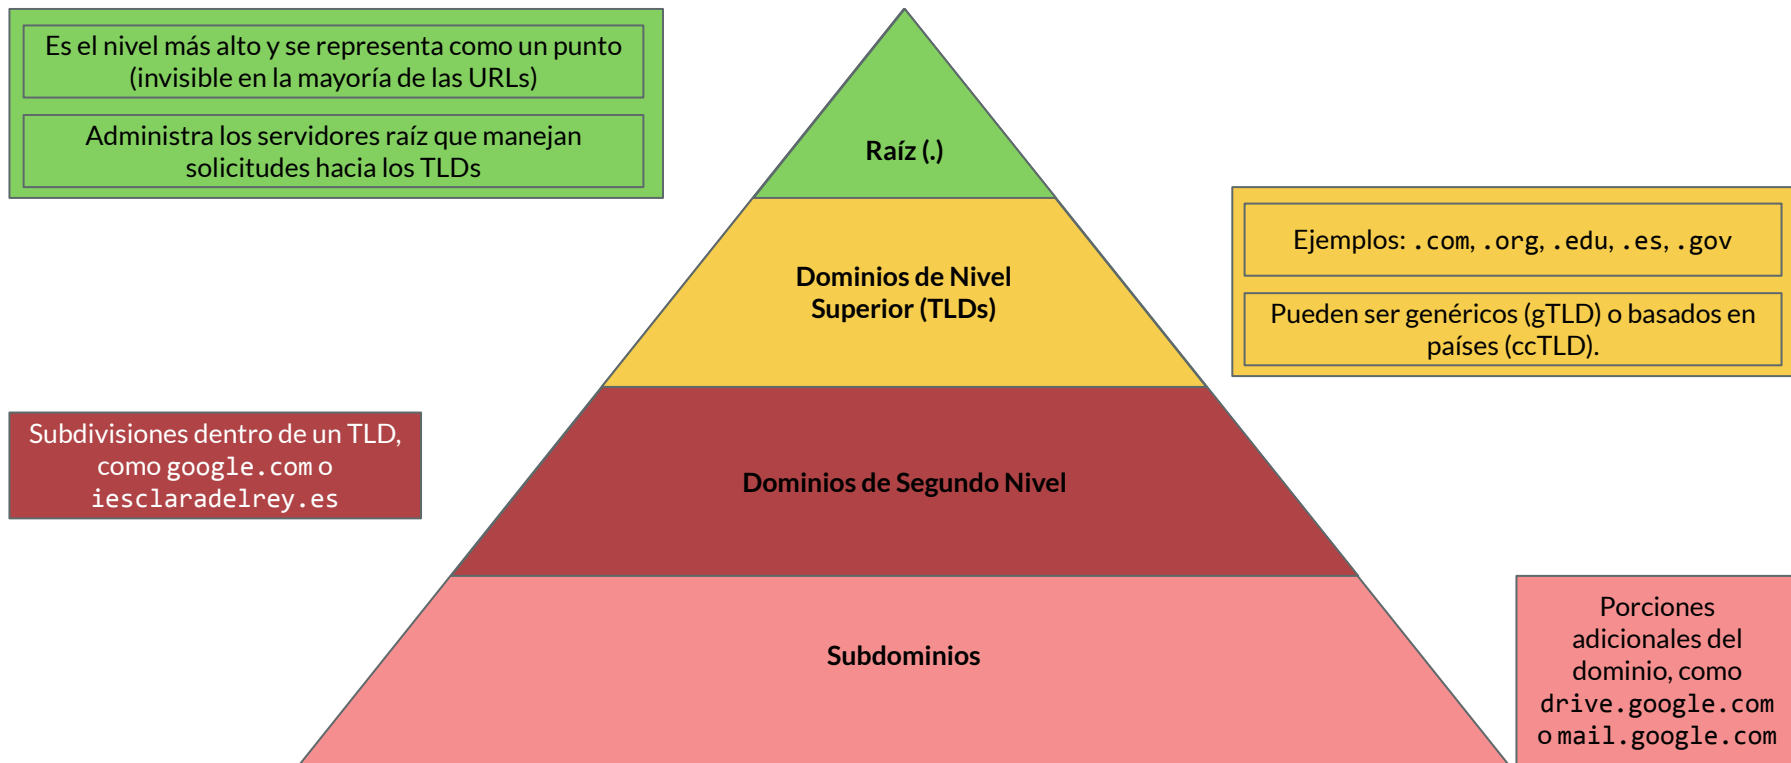 Es el nivel más alto y se representa como un punto
(invisible en la mayoría de las URLs)
Administra los servidores raíz que manejan
solicitudes hacia los TLDs
Raíz (.)
Dominios de Nivel
Superior (TLDs)
Ejemplos: .com, .org, .edu, .es, .gov
Pueden ser genéricos (gTLD) o basados en
países (ccTLD).
Subdivisiones dentro de un TLD,
como google.com o
iesclaradelrey.es
Dominios de Segundo Nivel
Subdominios
Porciones
adicionales del
dominio, como
drive.google.com
o mail.google.com